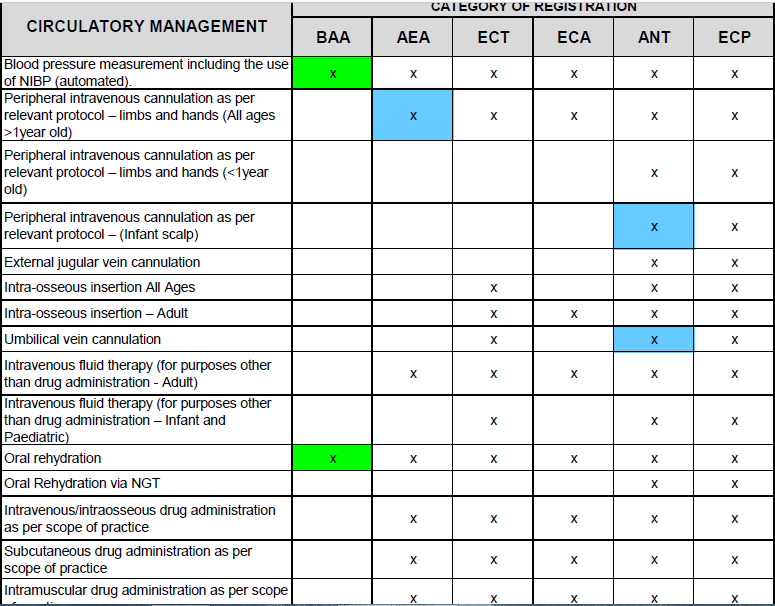 CATEGORY OF REGISTRATION
CIRCULATORY MANAGEMENT
BAA AEA ECT ECA ANT ECP
Blood pressure measurement including the use
of NIBP (automated).
x x x x x x
Peripheral intravenous cannulation as per
relevant protocol – limbs and hands (All ages
>1year old)
x x x x x
Peripheral intravenous cannulation as per
relevant protocol – limbs and hands (<1year
old)
x x
Peripheral intravenous cannulation as per
relevant protocol – (Infant scalp)
x x
External jugular vein cannulation x x
Intra-osseous insertion All Ages x x x
Intra-osseous insertion – Adult x x x x
Umbilical vein cannulation x x x
Intravenous fluid therapy (for purposes other
than drug administration - Adult)
x x x x x
Intravenous fluid therapy (for purposes other
than drug administration – Infant and
Paediatric)
x x x
Oral rehydration x x x x x x
Oral Rehydration via NGT x x
Intravenous/intraosseous drug administration
as per scope of practice
x x x x x
Subcutaneous drug administration as per
scope of practice
x x x x x
Intramuscular drug administration as per scope
x x x x x